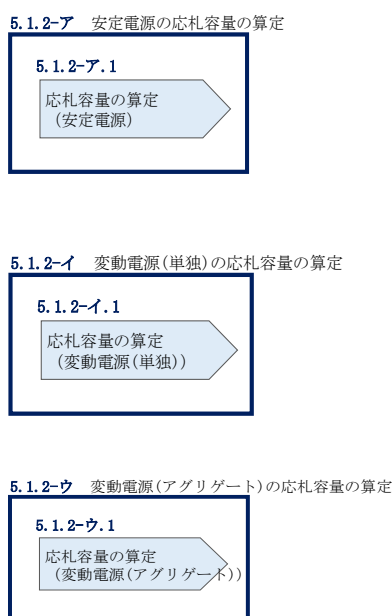 5.1.2-ア 安定電源の応札容量の算定
5.1.2-ア.1
応札容量の算定
(安定電源)
5.1.2-イ 変動電源(単独)の応札容量の算定
5.1.2-イ.1
応札容量の算定
(変動電源(単独))
5.1.2-ウ 変動電源(アグリゲート)の応札容量の算定
5.1.2-ウ.1
応札容量の算定
(変動電源(アグリゲート))